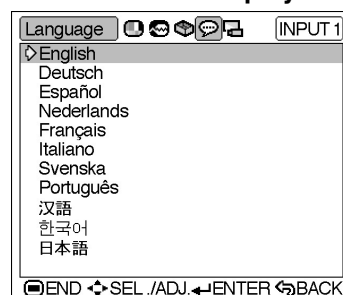 Language INPUT 1
English
Deutsch
Español
Nederlands
Français
Italiano
Svenska
Português
汉語
한국어
日本語
END SEL./ADJ. ENTER BACK